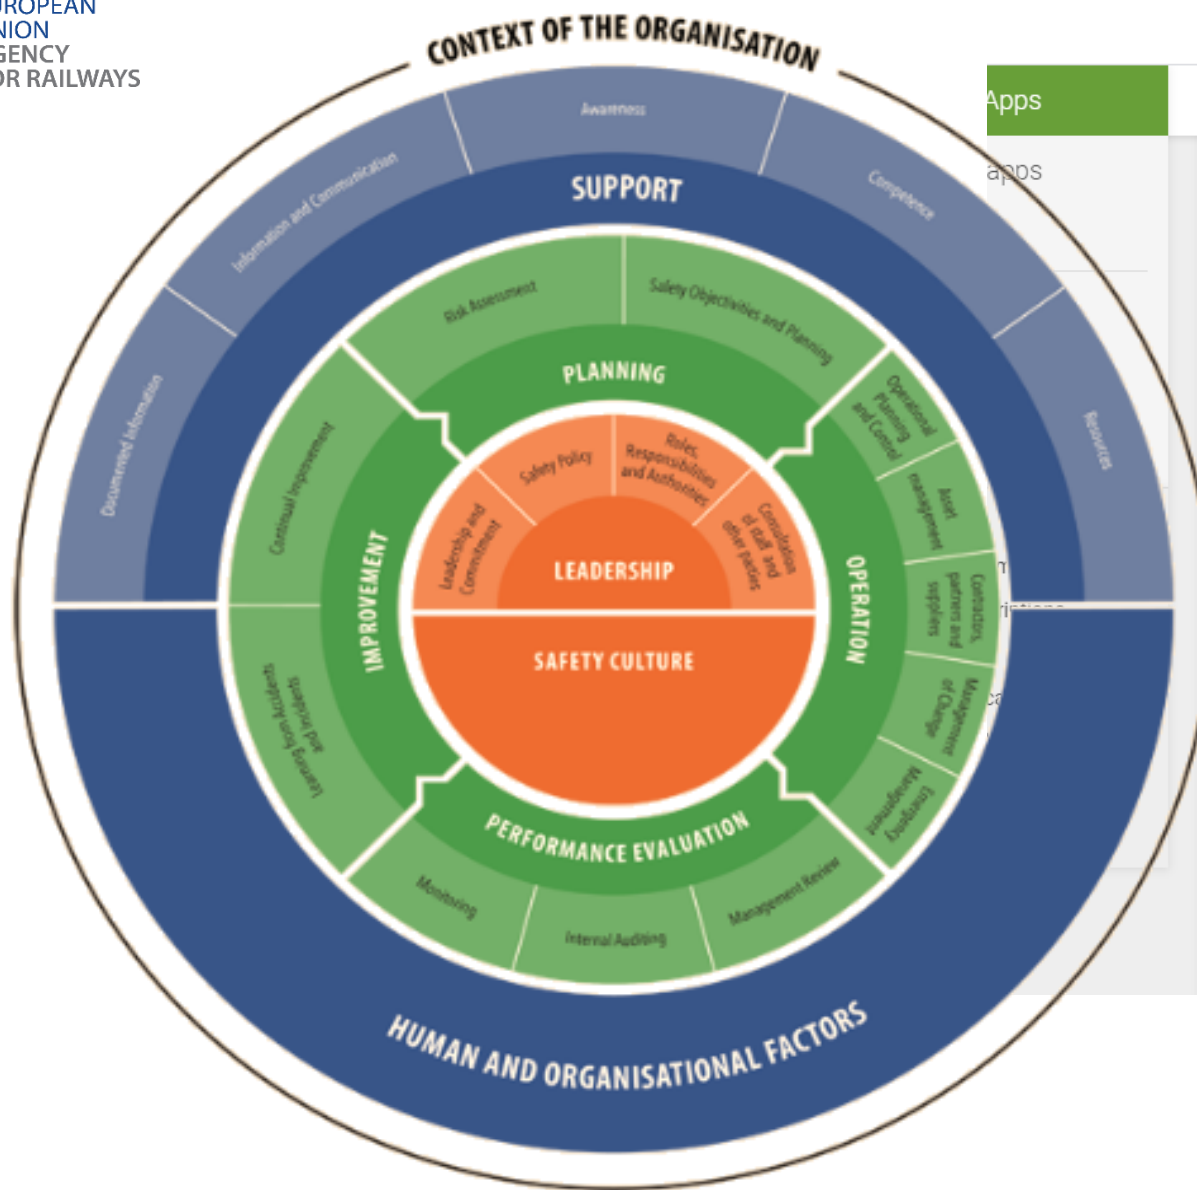 UROPEAN
NION
GENCY
OR RAILWAYS
CONTEXT OF THE ORGANISATION
Apps
apps
Awareness
Information and Communication
Competence
Documented Information
Resources
SUPPORT
Risk Assessment
Safety Objectivities and Planning
PLANNING
Continual Improvement
Learning from Accidents
and Incidents
IMPROVEMENT
Operational
Planning
and Control
Asset
management
Contractors,
partners and
suppliers
Management
of Change
Emergency
Management
OPERATION
Leadership and
Commitment
Safety Policy
Roles,
Responsibilities
and Authorities
Consultation
of staff and
other parties
LEADERSHIP
SAFETY CULTURE
PERFORMANCE EVALUATION
Monitoring
Internal Auditing
Management Review
HUMAN AND ORGANISATIONAL FACTORS